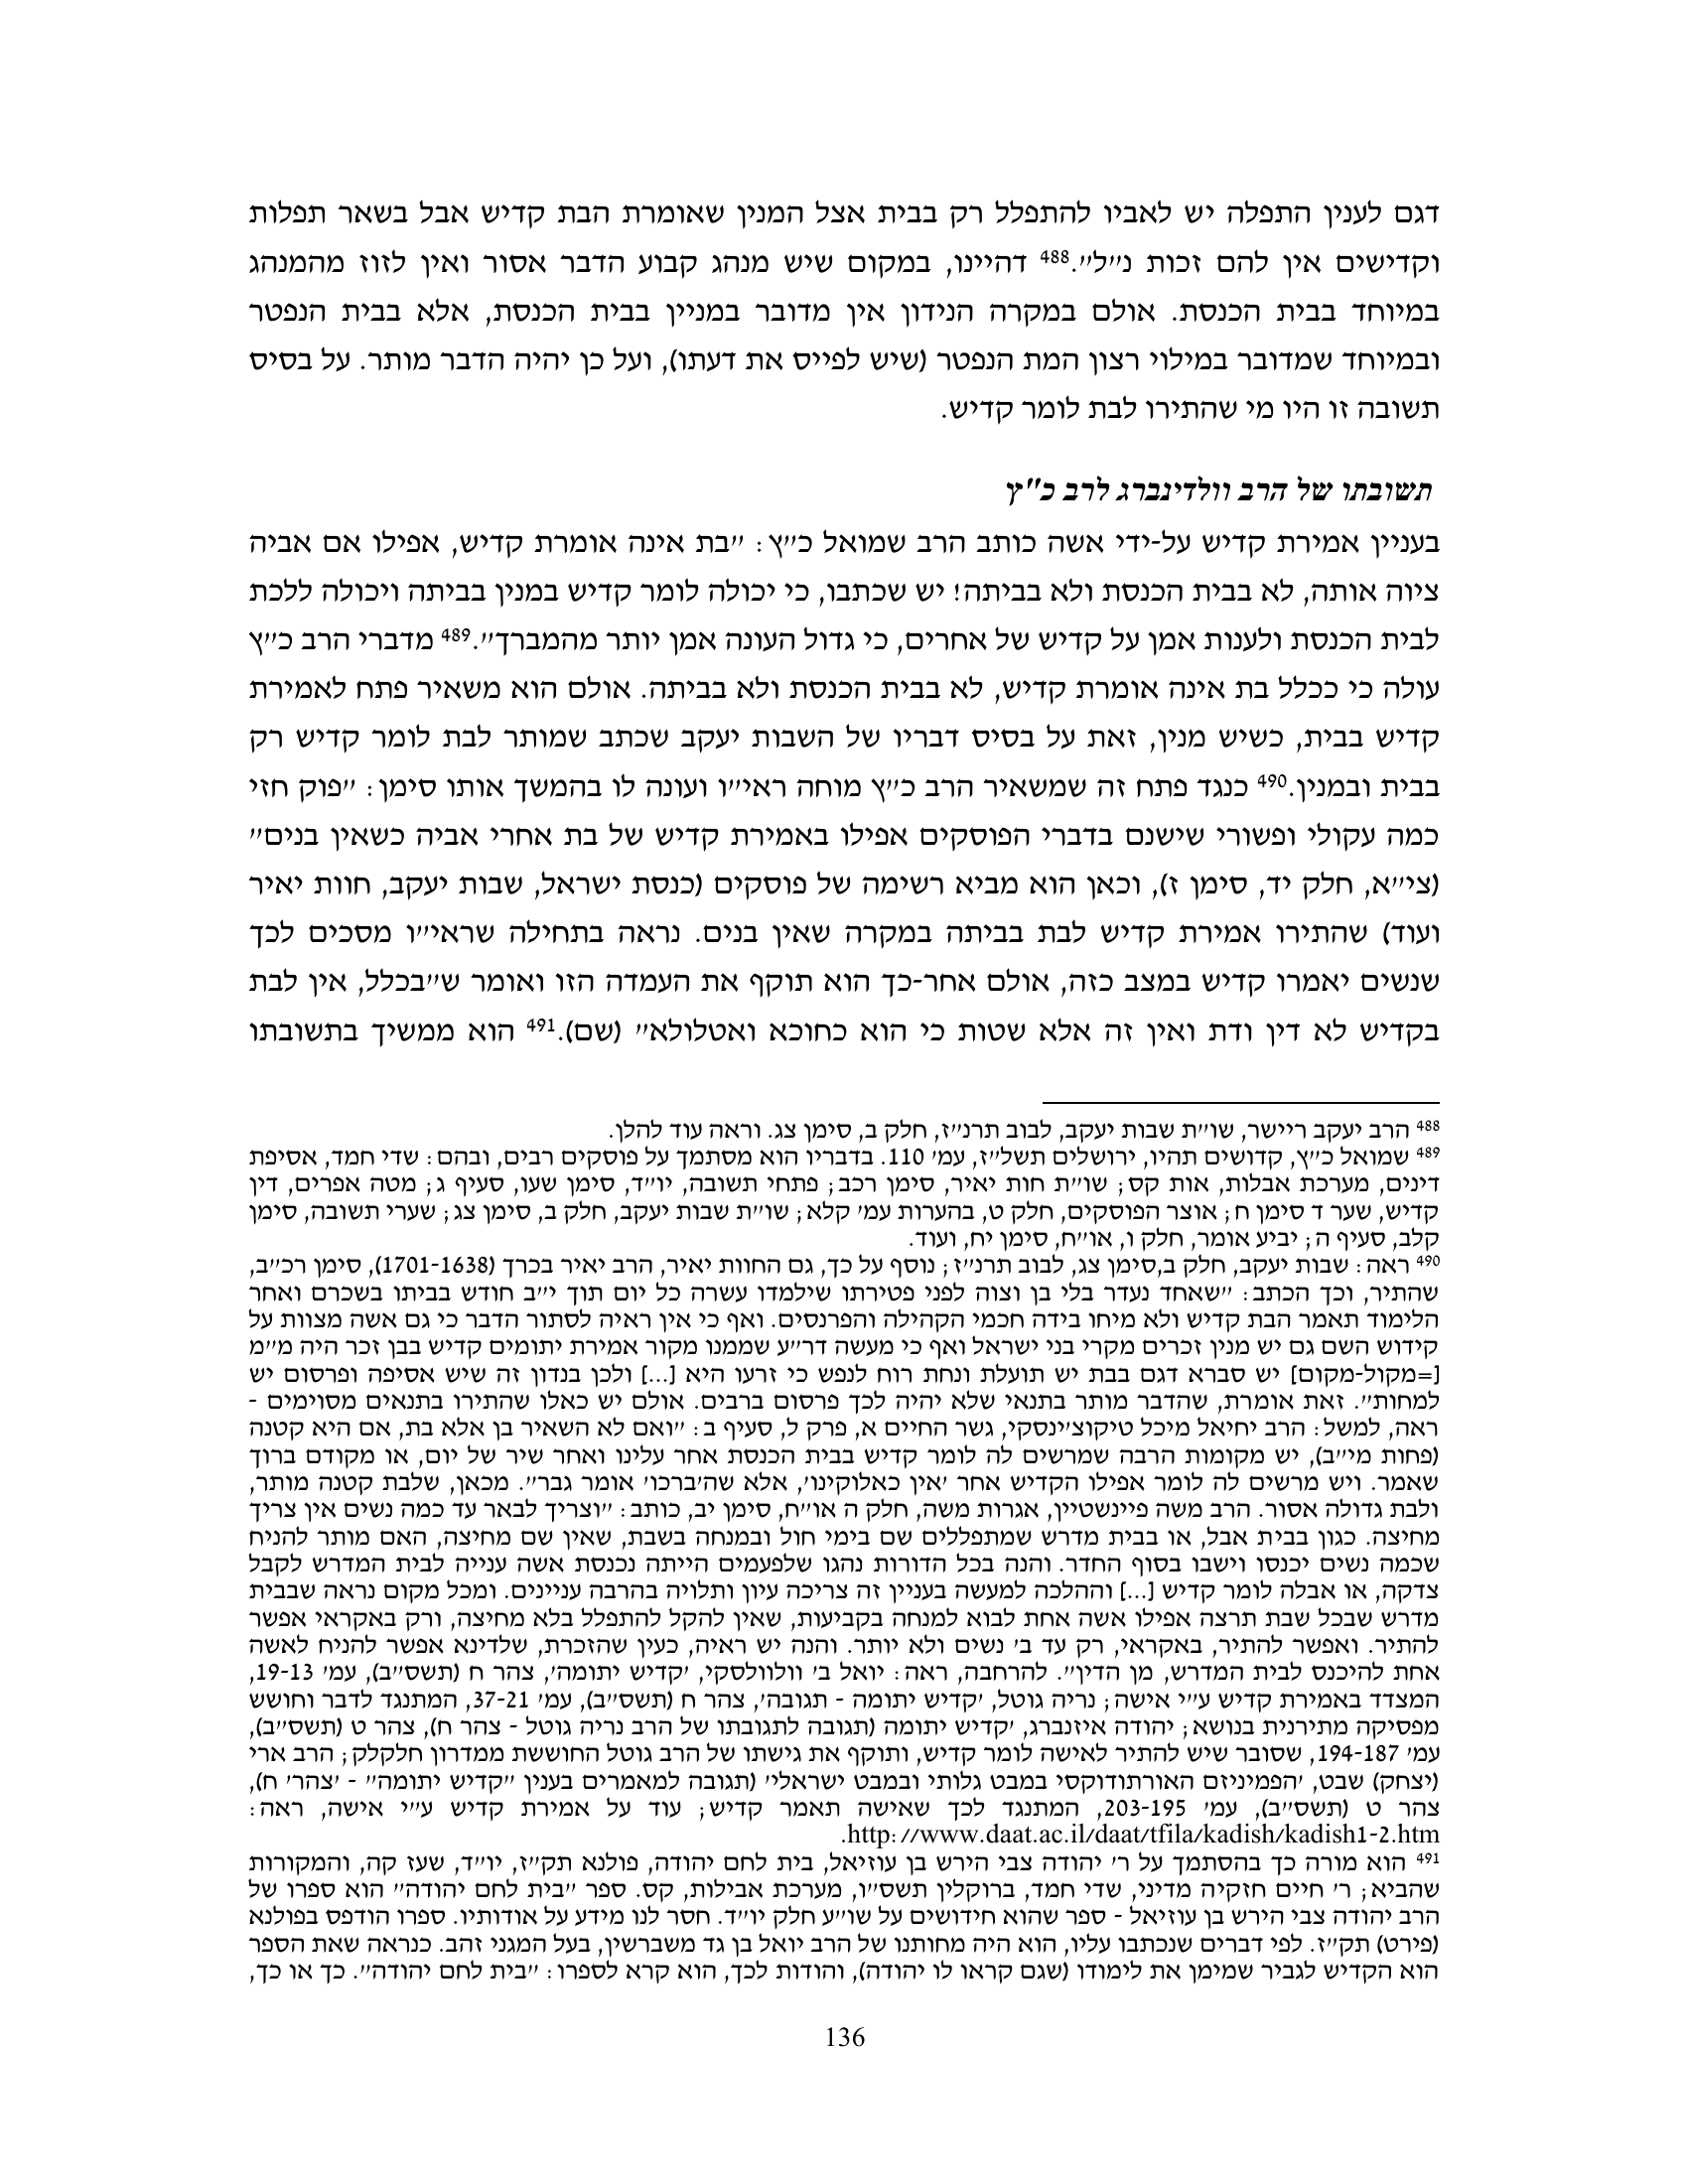 דגם לענין התפלה יש לאביו להתפלל רק בבית אצל המנין שאומרת הבת קדיש אבל בשאר תפלות
וקדישים אין להם זכות נ״ל״.488 דהיינו, במקום שיש מנהג קבוע הדבר אסור ואין לזוז מהמנהג
במיוחד בבית הכנסת. אולם במקרה הנידון אין מדובר במניין בבית הכנסת, אלא בבית הנפטר
ובמיוחד שמדובר במילוי רצון המת הנפטר (שיש לפייס את דעתו), ועל כן יהיה הדבר מותר. על בסיס
תשובה זו היו מי שהתירו לבת לומר קדיש.
תשובתו של הרב וולדינברג לרב כ"ץ
בעניין אמירת קדיש על-ידי אשה כותב הרב שמואל כ״ץ: ״בת אינה אומרת קדיש, אפילו אם אביה
ציוה אותה, לא בבית הכנסת ולא בביתה! יש שכתבו, כי יכולה לומר קדיש במנין בביתה ויכולה ללכת
לבית הכנסת ולענות אמן על קדיש של אחרים, כי גדול העונה אמן יותר מהמברך״.489 מדברי הרב כ״ץ
עולה כי ככלל בת אינה אומרת קדיש, לא בבית הכנסת ולא בביתה. אולם הוא משאיר פתח לאמירת
קדיש בבית, כשיש מנין, זאת על בסיס דבריו של השבות יעקב שכתב שמותר לבת לומר קדיש רק
בבית ובמנין.490 כנגד פתח זה שמשאיר הרב כ״ץ מוחה ראי״ו ועונה לו בהמשך אותו סימן: ״פוק חזי
כמה עקולי ופשורי שישנם בדברי הפוסקים אפילו באמירת קדיש של בת אחרי אביה כשאין בנים״
(צי״א, חלק יד, סימן ז), וכאן הוא מביא רשימה של פוסקים (כנסת ישראל, שבות יעקב, חוות יאיר
ועוד) שהתירו אמירת קדיש לבת בביתה במקרה שאין בנים. נראה בתחילה שראי״ו מסכים לכך
שנשים יאמרו קדיש במצב כזה, אולם אחר-כך הוא תוקף את העמדה הזו ואומר ש״בכלל, אין לבת
בקדיש לא דין ודת ואין זה אלא שטות כי הוא כחוכא ואטלולא״ (שם).491 הוא ממשיך בתשובתו
488 הרב יעקב ריישר, שו״ת שבות יעקב, לבוב תרנ״ז, חלק ב, סימן צג. וראה עוד להלן.
489 שמואל כ״ץ, קדושים תהיו, ירושלים תשל״ז, עמ׳ 110. בדבריו הוא מסתמך על פוסקים רבים, ובהם: שדי חמד, אסיפת
דינים, מערכת אבלות, אות קס; שו״ת חות יאיר, סימן רכב; פתחי תשובה, יו״ד, סימן שעו, סעיף ג; מטה אפרים, דין
קדיש, שער ד סימן ח; אוצר הפוסקים, חלק ט, בהערות עמ׳ קלא; שו״ת שבות יעקב, חלק ב, סימן צג; שערי תשובה, סימן
קלב, סעיף ה; יביע אומר, חלק ו, או״ח, סימן יח, ועוד.
490 ראה: שבות יעקב, חלק ב,סימן צג, לבוב תרנ״ז; נוסף על כך, גם החוות יאיר, הרב יאיר בכרך (1701-1638), סימן רכ״ב,
שהתיר, וכך הכתב: ״שאחד נעדר בלי בן וצוה לפני פטירתו שילמדו עשרה כל יום תוך י״ב חודש בביתו בשכרם ואחר
הלימוד תאמר הבת קדיש ולא מיחו בידה חכמי הקהילה והפרנסים. ואף כי אין ראיה לסתור הדבר כי גם אשה מצוות על
קידוש השם גם יש מנין זכרים מקרי בני ישראל ואף כי מעשה דר״ע שממנו מקור אמירת יתומים קדיש בבן זכר היה מ״מ
[=מקול-מקום] יש סברא דגם בבת יש תועלת ונחת רוח לנפש כי זרעו היא [...] ולכן בנדון זה שיש אסיפה ופרסום יש
למחות״. זאת אומרת, שהדבר מותר בתנאי שלא יהיה לכך פרסום ברבים. אולם יש כאלו שהתירו בתנאים מסוימים -
ראה, למשל: הרב יחיאל מיכל טיקוצ׳ינסקי, גשר החיים א, פרק ל, סעיף ב: ״ואם לא השאיר בן אלא בת, אם היא קטנה
(פחות מי״ב), יש מקומות הרבה שמרשים לה לומר קדיש בבית הכנסת אחר עלינו ואחר שיר של יום, או מקודם ברוך
שאמר. ויש מרשים לה לומר אפילו הקדיש אחר ׳אין כאלוקינו׳, אלא שה׳ברכו׳ אומר גבר״. מכאן, שלבת קטנה מותר,
ולבת גדולה אסור. הרב משה פיינשטיין, אגרות משה, חלק ה או״ח, סימן יב, כותב: ״וצריך לבאר עד כמה נשים אין צריך
מחיצה. כגון בבית אבל, או בבית מדרש שמתפללים שם בימי חול ובמנחה בשבת, שאין שם מחיצה, האם מותר להניח
שכמה נשים יכנסו וישבו בסוף החדר. והנה בכל הדורות נהגו שלפעמים הייתה נכנסת אשה ענייה לבית המדרש לקבל
צדקה, או אבלה לומר קדיש [...] וההלכה למעשה בעניין זה צריכה עיון ותלויה בהרבה עניינים. ומכל מקום נראה שבבית
מדרש שבכל שבת תרצה אפילו אשה אחת לבוא למנחה בקביעות, שאין להקל להתפלל בלא מחיצה, ורק באקראי אפשר
להתיר. ואפשר להתיר, באקראי, רק עד ב׳ נשים ולא יותר. והנה יש ראיה, כעין שהזכרת, שלדינא אפשר להניח לאשה
אחת להיכנס לבית המדרש, מן הדין״. להרחבה, ראה: יואל ב׳ וולוולסקי, ׳קדיש יתומה׳, צהר ח (תשס״ב), עמ׳ 19-13,
המצדד באמירת קדיש ע״י אישה; נריה גוטל, ׳קדיש יתומה - תגובה׳, צהר ח (תשס״ב), עמ׳ 37-21, המתנגד לדבר וחושש
מפסיקה מתירנית בנושא; יהודה איזנברג, ׳קדיש יתומה (תגובה לתגובתו של הרב נריה גוטל - צהר ח), צהר ט (תשס״ב),
עמ׳ 194-187, שסובר שיש להתיר לאישה לומר קדיש, ותוקף את גישתו של הרב גוטל החוששת ממדרון חלקלק; הרב ארי
(יצחק) שבט, ׳הפמיניזם האורתודוקסי במבט גלותי ובמבט ישראלי׳ (תגובה למאמרים בענין ״קדיש יתומה״ - ׳צהר׳ ח),
צהר ט (תשס״ב), עמ׳ 203-195, המתנגד לכך שאישה תאמר קדיש; עוד על אמירת קדיש ע״י אישה, ראה:
http://www.daat.ac.il/daat/tfila/kadish/kadish1-2.htm.
491 הוא מורה כך בהסתמך על ר׳ יהודה צבי הירש בן עוזיאל, בית לחם יהודה, פולנא תק״ז, יו״ד, שעז קה, והמקורות
שהביא; ר׳ חיים חזקיה מדיני, שדי חמד, ברוקלין תשס״ו, מערכת אבילות, קס. ספר ״בית לחם יהודה״ הוא ספרו של
הרב יהודה צבי הירש בן עוזיאל - ספר שהוא חידושים על שו״ע חלק יו״ד. חסר לנו מידע על אודותיו. ספרו הודפס בפולנא
(פירט) תק״ז. לפי דברים שנכתבו עליו, הוא היה מחותנו של הרב יואל בן גד משברשין, בעל המגני זהב. כנראה שאת הספר
הוא הקדיש לגביר שמימן את לימודו (שגם קראו לו יהודה), והודות לכך, הוא קרא לספרו: ״בית לחם יהודה״. כך או כך,
136